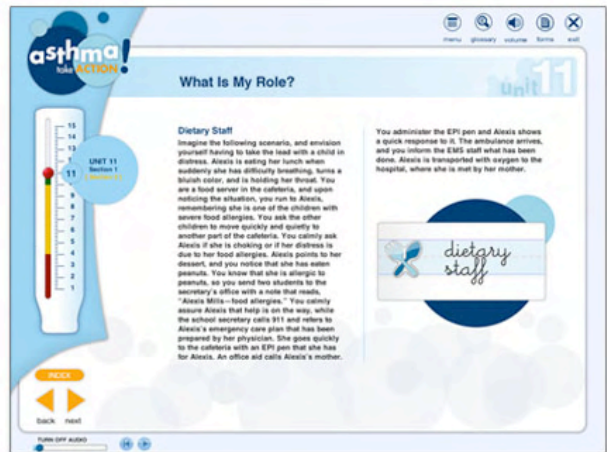 menu glossary volume forms exit
asthma!
take ACTION
What Is My Role?
unit 11
15
14
13
11
9
8
7
6
5
4
3
2
1
UNIT 11
Section 1
Dietary Staff
Imagine the following scenario, and envision
yourself having to take the lead with a child in
distress. Alexis is eating her lunch when
suddenly she has difficulty breathing, turns a
bluish color, and is holding her throat. You
are a food server in the cafeteria, and upon
noticing the situation, you run to Alexis,
remembering she is one of the children with
severe food allergies. You ask the other
children to move quickly and quietly to
another part of the cafeteria. You calmly ask
Alexis if she is choking or if her distress is
due to her food allergies. Alexis points to her
dessert, and you notice that she has eaten
peanuts. You know that she is allergic to
peanuts, so you send two students to the
secretary's office with a note that reads,
"Alexis Mills—food allergies." You calmly
assure Alexis that help is on the way, while
the school secretary calls 911 and refers to
Alexis's emergency care plan that has been
prepared by her physician. She goes quickly
to the cafeteria with an EPI pen that she has
for Alexis. An office aid calls Alexis's mother.
You administer the EPI pen and Alexis shows
a quick response to it. The ambulance arrives,
and you inform the EMS staff what has been
done. Alexis is transported with oxygen to the
hospital, where she is met by her mother.
dietary
staff
INDEX
back next
TURN OFF AUDIO